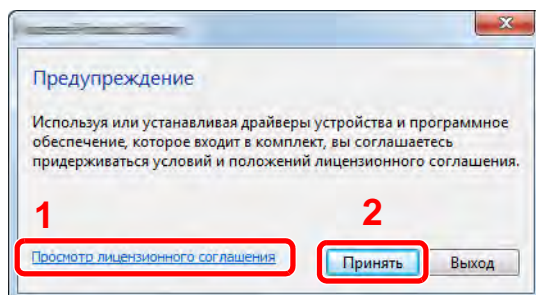 Предупреждение
Используя или устанавливая драйверы устройства и программное
обеспечение, которое входит в комплект, вы соглашаетесь
придерживаться условий и положений лицензионного соглашения.
1
2
Просмотр лицензионного соглашения
Принять
Выход